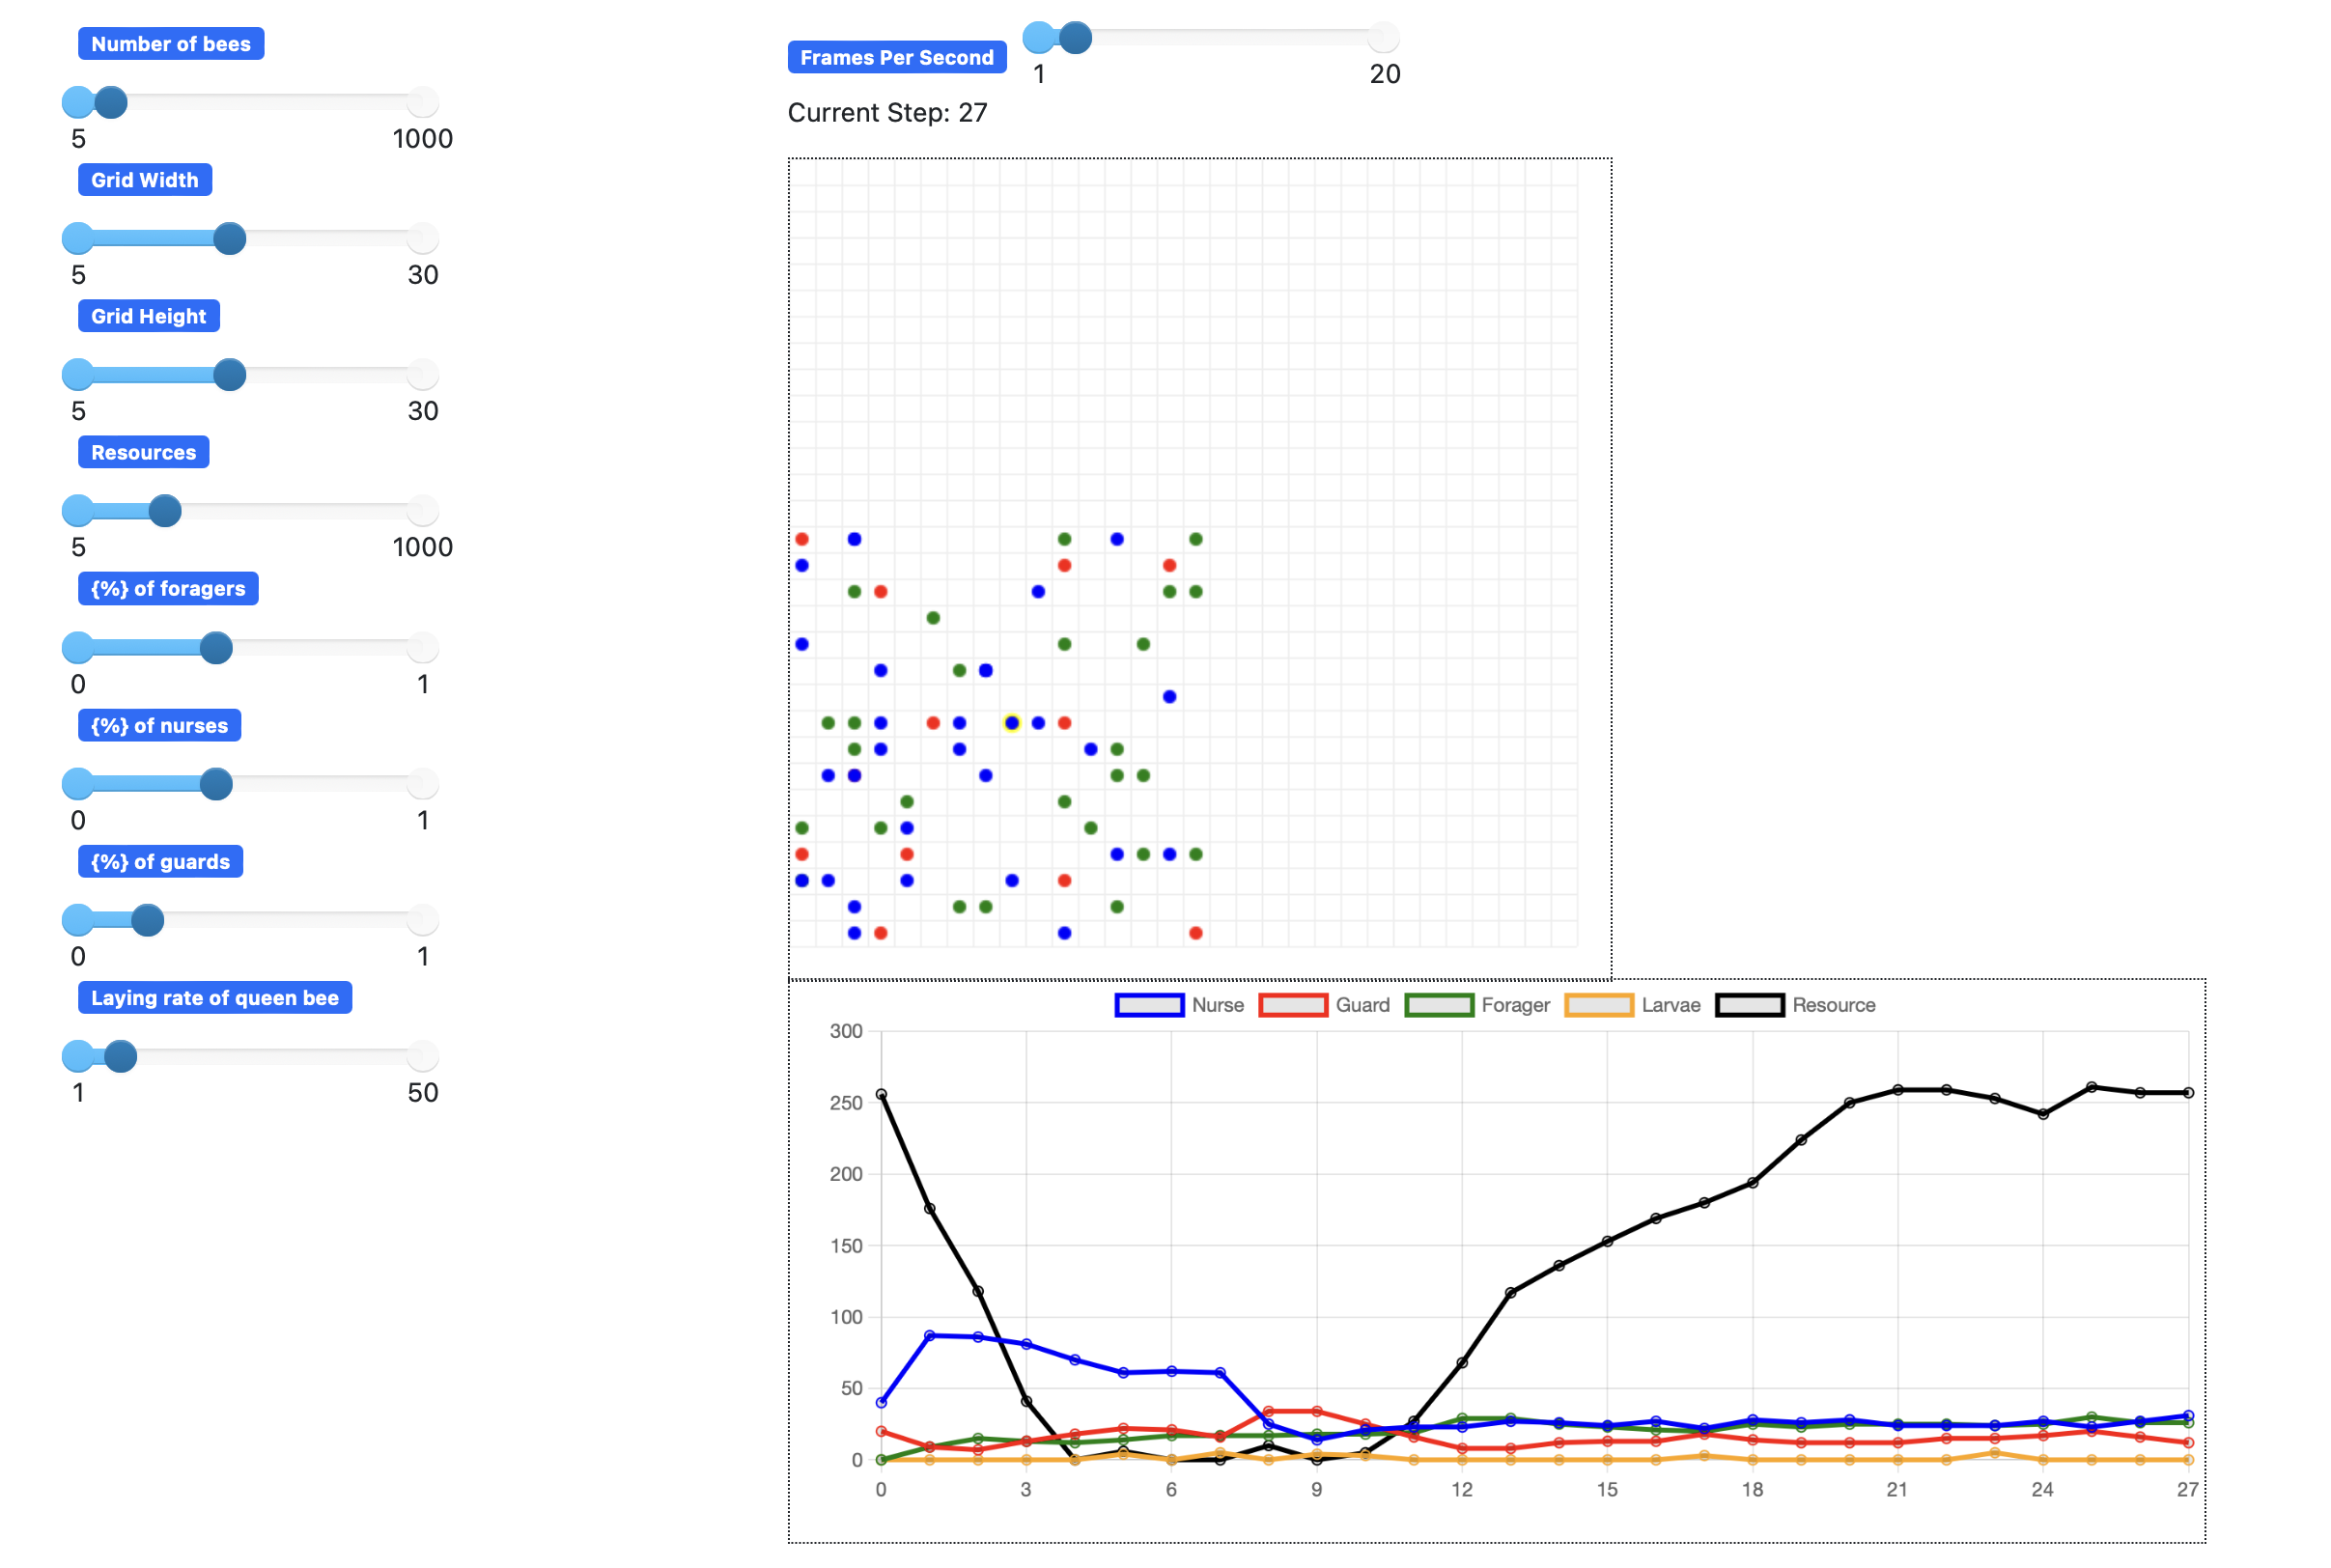 Number of bees
5 1000
Grid Width
5 30
Grid Height
5 30
Resources
5 1000
{%} of foragers
0 1
{%} of nurses
0 1
{%} of guards
0 1
Laying rate of queen bee
1 50
Frames Per Second
1 20
Current Step: 27
Nurse Guard Forager Larvae Resource
300
250
200
150
100
50
0
0 3 6 9 12 15 18 21 24 27